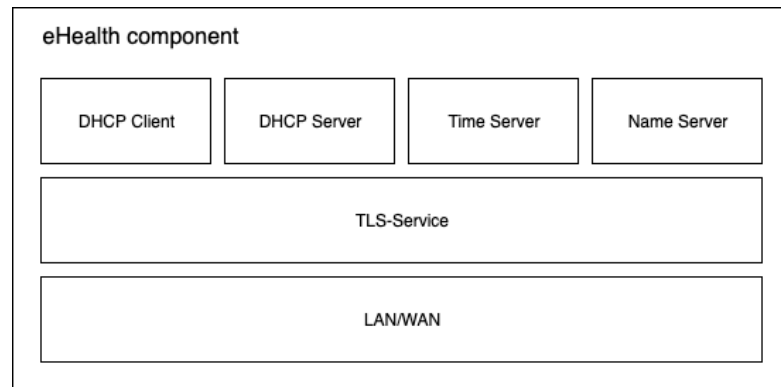 eHealth component
DHCP Client
DHCP Server
Time Server
Name Server
TLS-Service
LAN/WAN